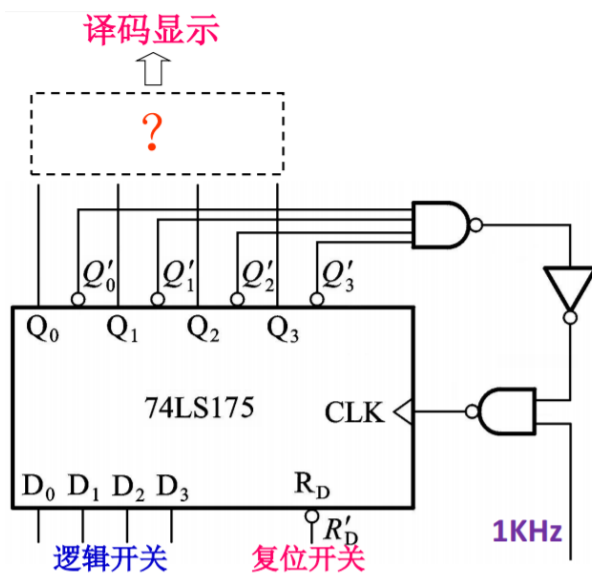 译码显示
?
Q'0 Q'1 Q'2 Q'3
Q0 Q1 Q2 Q3
74LS175 CLK
D0 D1 D2 D3 RD
R'D
1KHz
逻辑开关 复位开关